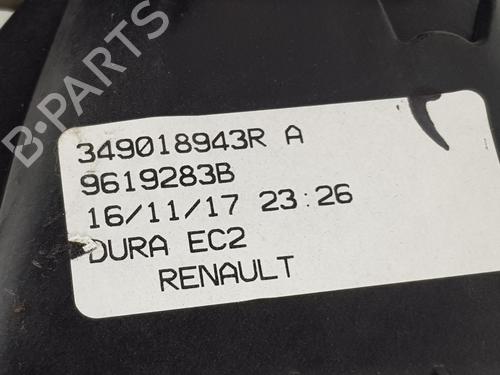 B-PARTS
349018943R A
9619283B
16/11/17 23:26
DURA EC2
RENAULT